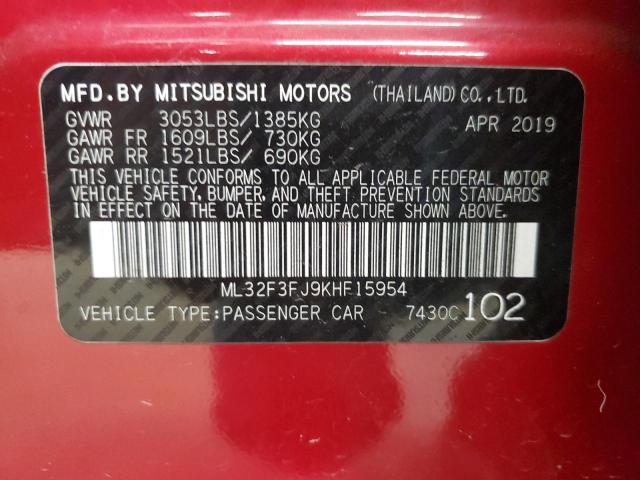 MFD.BY MITSUBISHI MOTORS (THAILAND)CO.,LTD.
GVWR 3053LBS/1385KG APR 2019
GAWR FR 1609LBS/ 730KG
GAWR RR 1521LBS/ 690KG
THIS VEHICLE CONFORMS TO ALL APPLICABLE FEDERAL MOTOR
VEHICLE SAFETY, BUMPER, AND THEFT PREVENTION STANDARDS
IN EFFECT ON THE DATE OF MANUFACTURE SHOWN ABOVE.
ML32F3FJ9KHF15954
VEHICLE TYPE:PASSENGER CAR 7430C 102